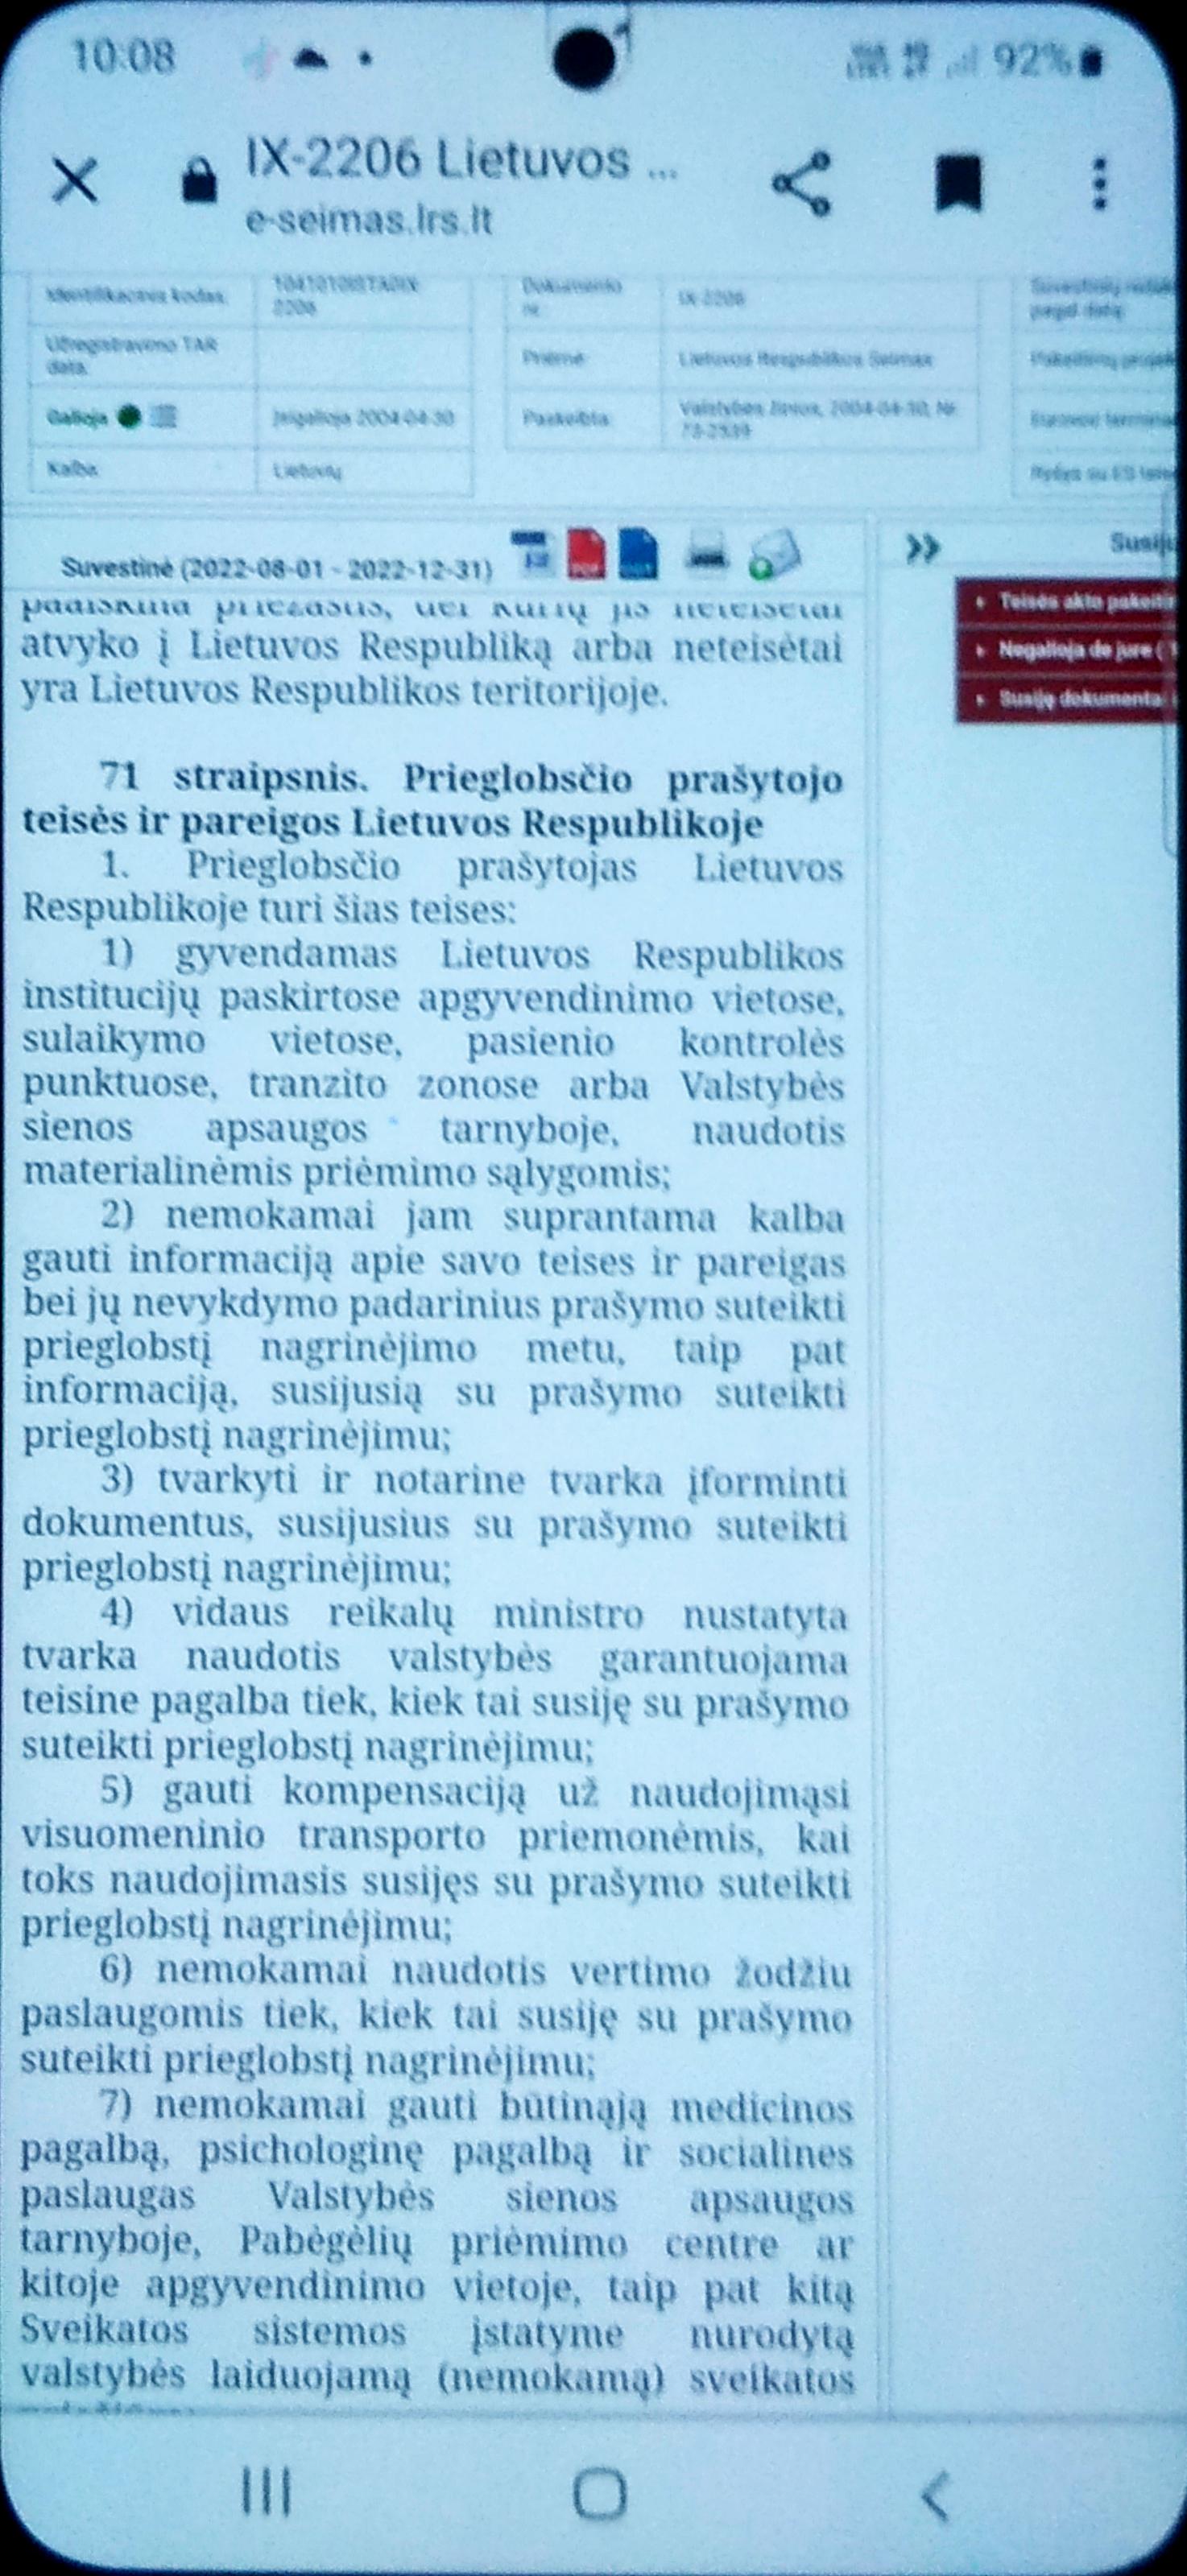 10:08
92%
IX-2206 Lietuvos ...
e-seimas.lrs.lt
Identifikacinis kodas:
2206
Dokumento nr.
IX-2206
pagal datą
Užregistravimo TAR data:
Priėmė:
Lietuvos Respublikos Seimas
Galioja
Įsigalioja 2004-04-30
Paskelbta:
Valstybės žinios, 2004-04-30, Nr. 73-2539
Kalba:
Lietuvių
Ryšys su ES
Suvestinė (2022-08-01 - 2022-12-31)
paaiškina priežastis, dėl kurių jis neteisėtai
atvyko į Lietuvos Respubliką arba neteisėtai
yra Lietuvos Respublikos teritorijoje.
71 straipsnis. Prieglobsčio prašytojo
teisės ir pareigos Lietuvos Respublikoje
1. Prieglobsčio prašytojas Lietuvos
Respublikoje turi šias teises:
1) gyvendamas Lietuvos Respublikos
institucijų paskirtose apgyvendinimo vietose,
sulaikymo vietose, pasienio kontrolės
punktuose, tranzito zonose arba Valstybės
sienos apsaugos tarnyboje, naudotis
materialinėmis priėmimo sąlygomis;
2) nemokamai jam suprantama kalba
gauti informaciją apie savo teises ir pareigas
bei jų nevykdymo padarinius prašymo suteikti
prieglobstį nagrinėjimo metu, taip pat
informaciją, susijusią su prašymo suteikti
prieglobstį nagrinėjimu;
3) tvarkyti ir notarine tvarka įforminti
dokumentus, susijusius su prašymo suteikti
prieglobstį nagrinėjimu;
4) vidaus reikalų ministro nustatyta
tvarka naudotis valstybės garantuojama
teisine pagalba tiek, kiek tai susiję su prašymo
suteikti prieglobstį nagrinėjimu;
5) gauti kompensaciją už naudojimąsi
visuomeninio transporto priemonėmis, kai
toks naudojimasis susijęs su prašymo suteikti
prieglobstį nagrinėjimu;
6) nemokamai naudotis vertimo žodžiu
paslaugomis tiek, kiek tai susiję su prašymo
suteikti prieglobstį nagrinėjimu;
7) nemokamai gauti būtinąją medicinos
pagalbą, psichologinę pagalbą ir socialines
paslaugas Valstybės sienos apsaugos
tarnyboje, Pabėgėlių priėmimo centre ar
kitoje apgyvendinimo vietoje, taip pat kitą
Sveikatos sistemos įstatyme nurodytą
valstybės laiduojamą (nemokamą) sveikatos
Teisės akto
Negalioja de jure (
Susiję dokumentai